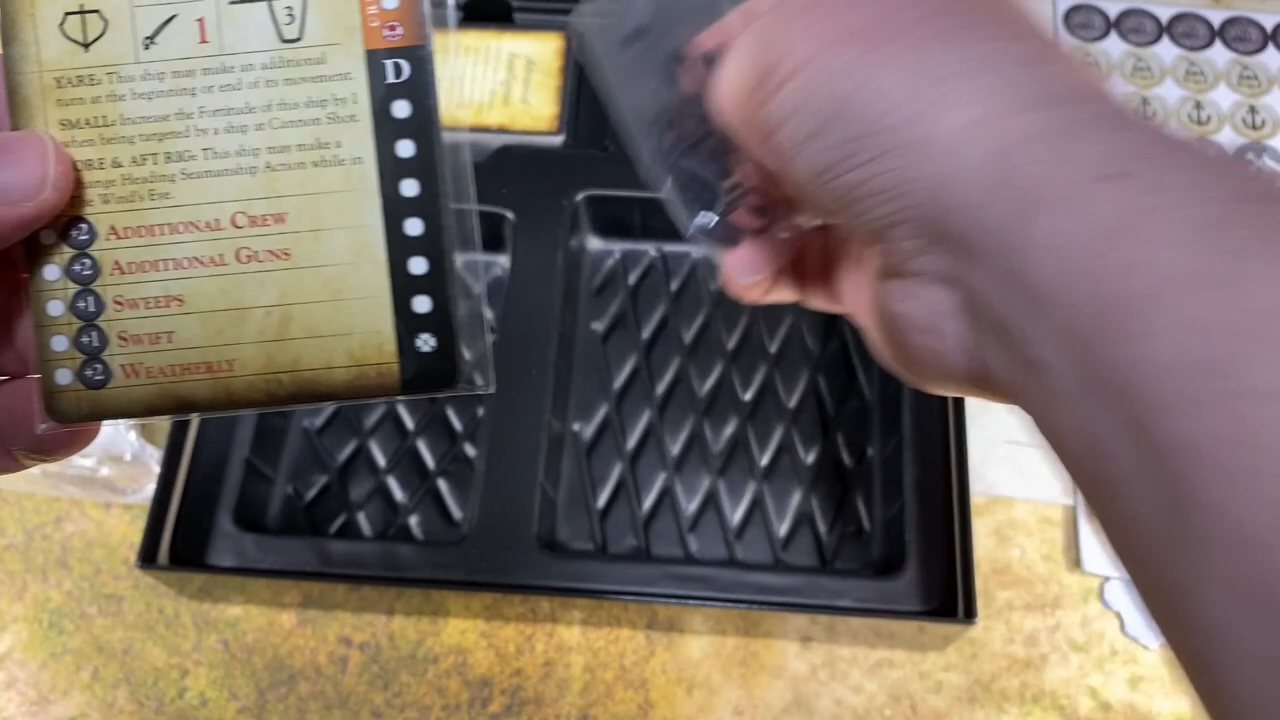 1
3
D
YARE: This ship may make an additional
turn at the beginning or end of its movement.
SMALL: Increase the Fortitude of this ship by 1
when being targeted by a ship at Cannon Shot.
ORE & AFT RIG: This ship may make a
ange Heading Seamanship Action while in
The Wind's Eye.
+2 ADDITIONAL CREW
+2 ADDITIONAL GUNS
+1 SWEEPS
+1 SWIFT
+2 WEATHERLY